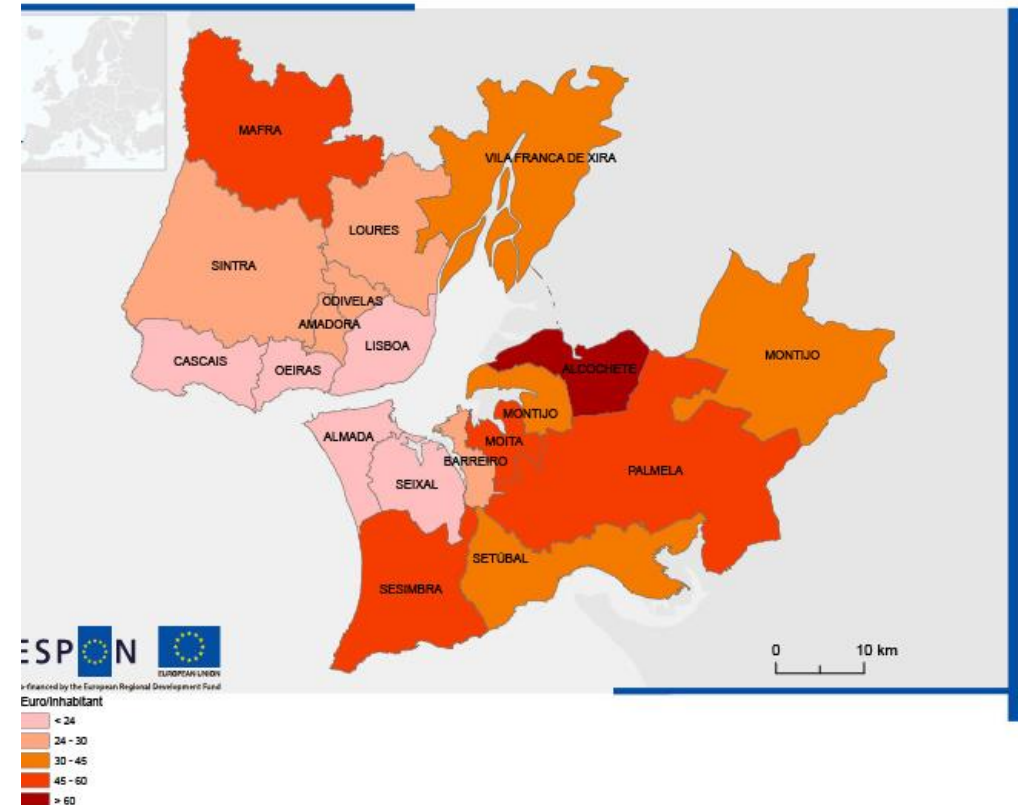 MAFRA
VILA FRANCA DE XIRA
LOURES
SINTRA
ODIVELAS
AMADORA
LISBOA
CASCAIS
OEIRAS
ALCOCHETE
MONTIJO
MONTIJO
ALMADA
MOITA
BARREIRO
PALMELA
SEIXAL
SETÚBAL
SESIMBRA
0 10 km
ESPON
EUROPEAN UNION
-financed by the European Regional Development Fund
Euro/Inhabitant
< 24
24 - 30
30 - 45
45 - 60
> 60